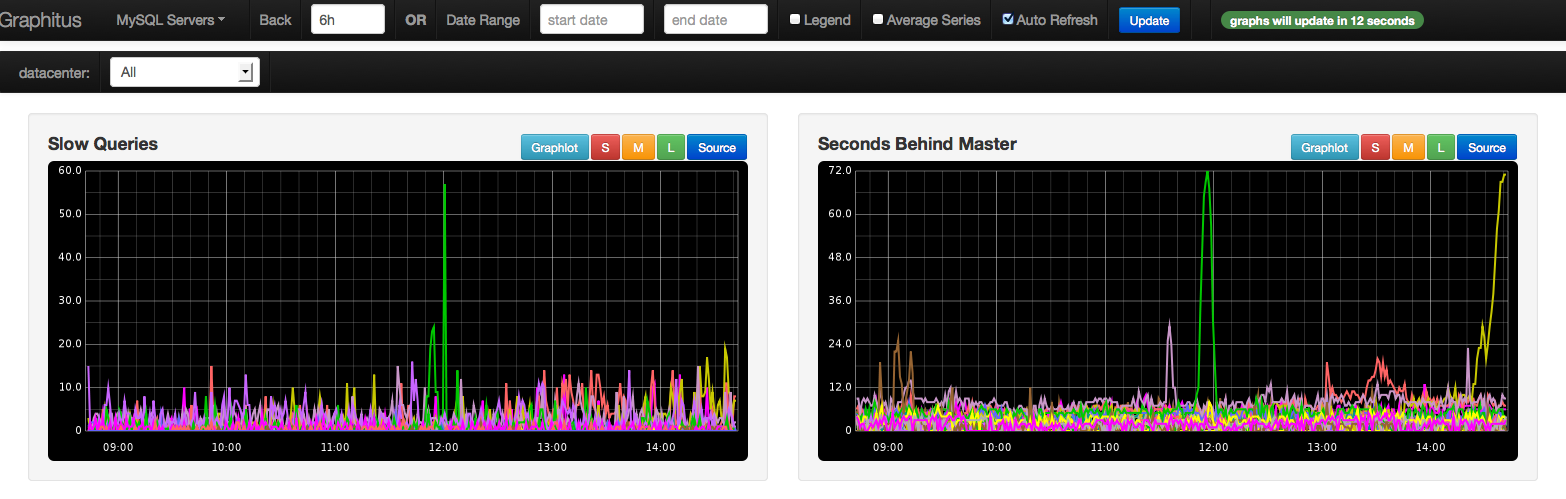 Graphitus MySQL Servers Back 6h OR Date Range start date end date Legend Average Series Auto Refresh Update graphs will update in 12 seconds
datacenter: All
Slow Queries Graphlot S M L Source
60.0
50.0
40.0
30.0
20.0
10.0
0
09:00 10:00 11:00 12:00 13:00 14:00
Seconds Behind Master Graphlot S M L Source
72.0
60.0
48.0
36.0
24.0
12.0
0
09:00 10:00 11:00 12:00 13:00 14:00